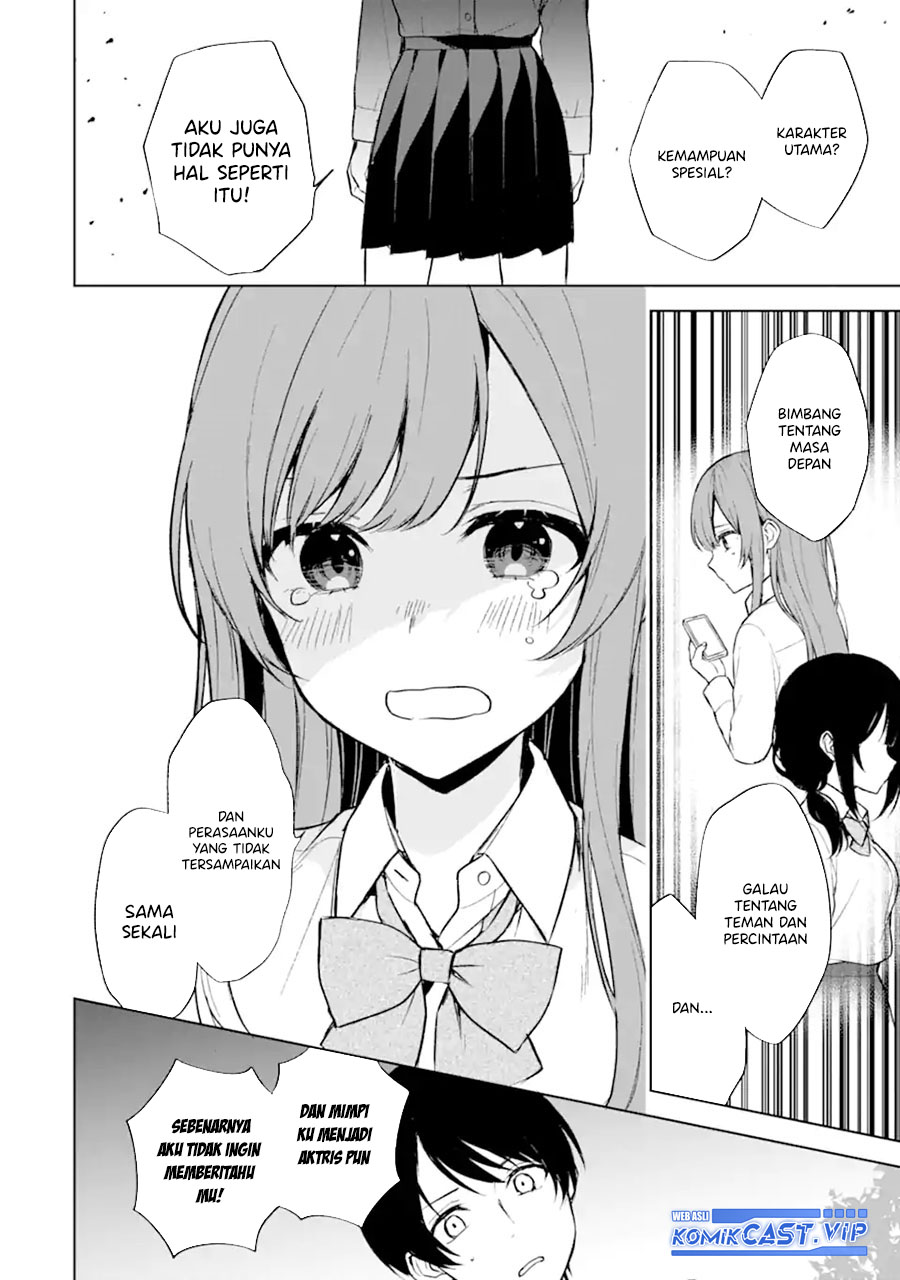 KARAKTER
UTAMA?
KEMAMPUAN
SPESIAL?
AKU JUGA
TIDAK PUNYA
HAL SEPERTI
ITU!
BIMBANG
TENTANG
MASA
DEPAN
GALAU
TENTANG
TEMAN DAN
PERCINTAAN
DAN...
DAN
PERASAANKU
YANG TIDAK
TERSAMPAIKAN
SAMA
SEKALI
DAN MIMPI
KU MENJADI
AKTRIS PUN
SEBENARNYA
AKU TIDAK INGIN
MEMBERITAHU
MU!
WEB ASLI
KOMIKCAST.VIP